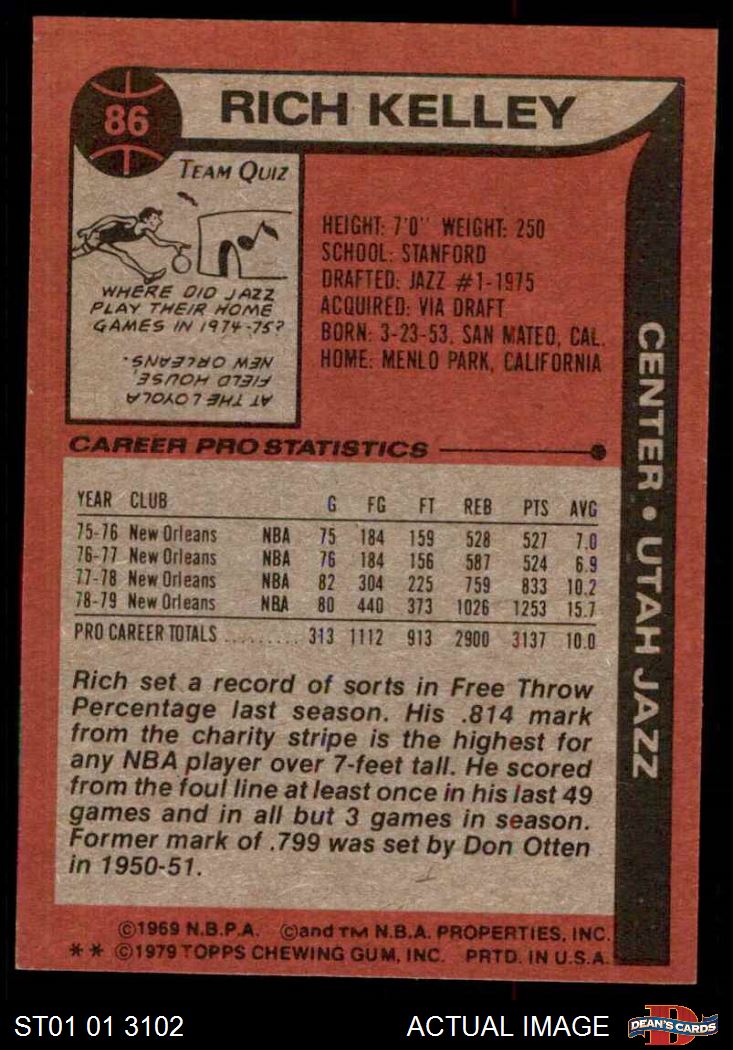 86
RICH KELLEY
TEAM QUIZ
WHERE DID JAZZ
PLAY THEIR HOME
GAMES IN 1974-75?
AT THE LOYOLA
FIELD HOUSE,
NEW ORLEANS.
HEIGHT: 7'0" WEIGHT: 250
SCHOOL: STANFORD
DRAFTED: JAZZ #1-1975
ACQUIRED: VIA DRAFT
BORN: 3-23-53, SAN MATEO, CAL.
HOME: MENLO PARK, CALIFORNIA
CENTER • UTAH JAZZ
CAREER PRO STATISTICS
YEAR CLUB G FG FT REB PTS AVG
75-76 New Orleans NBA 75 184 159 528 527 7.0
76-77 New Orleans NBA 76 184 156 587 524 6.9
77-78 New Orleans NBA 82 304 225 759 833 10.2
78-79 New Orleans NBA 80 440 373 1026 1253 15.7
PRO CAREER TOTALS ......... 313 1112 913 2900 3137 10.0
Rich set a record of sorts in Free Throw
Percentage last season. His .814 mark
from the charity stripe is the highest for
any NBA player over 7-feet tall. He scored
from the foul line at least once in his last 49
games and in all but 3 games in season.
Former mark of .799 was set by Don Otten
in 1950-51.
©1969 N.B.P.A. ©and TM N.B.A. PROPERTIES, INC.
** ©1979 TOPPS CHEWING GUM, INC. PRTD. IN U.S.A.
ST01 01 3102
ACTUAL IMAGE
D
DEAN'S CARDS